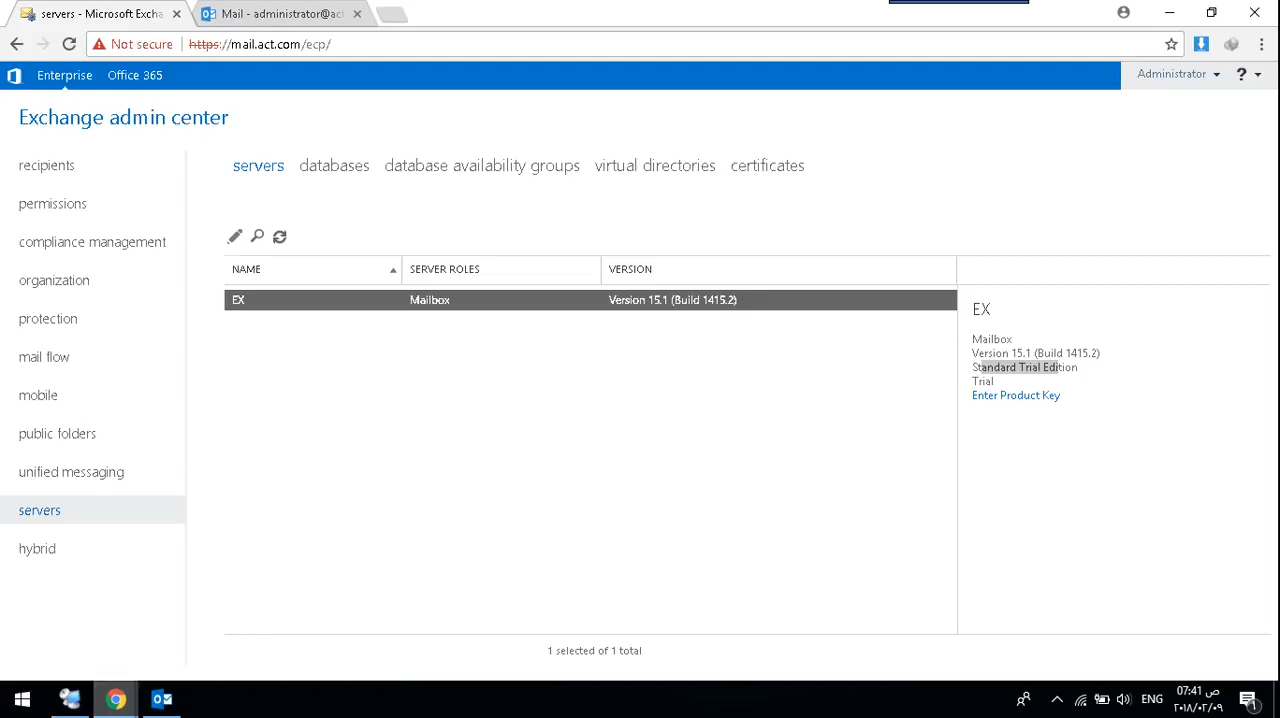 servers - Microsoft Excha
Mail - administrator@act
Not secure
https://mail.act.com/ecp/
Enterprise Office 365
Administrator
?
Exchange admin center
recipients
permissions
compliance management
organization
protection
mail flow
mobile
public folders
unified messaging
servers
hybrid
servers databases database availability groups virtual directories certificates
NAME SERVER ROLES VERSION
EX Mailbox Version 15.1 (Build 1415.2)
EX
Mailbox
Version 15.1 (Build 1415.2)
Standard Trial Edition
Trial
Enter Product Key
1 selected of 1 total
ENG
07:41 ص
٢٠١٨/٠٢/٠٩
1